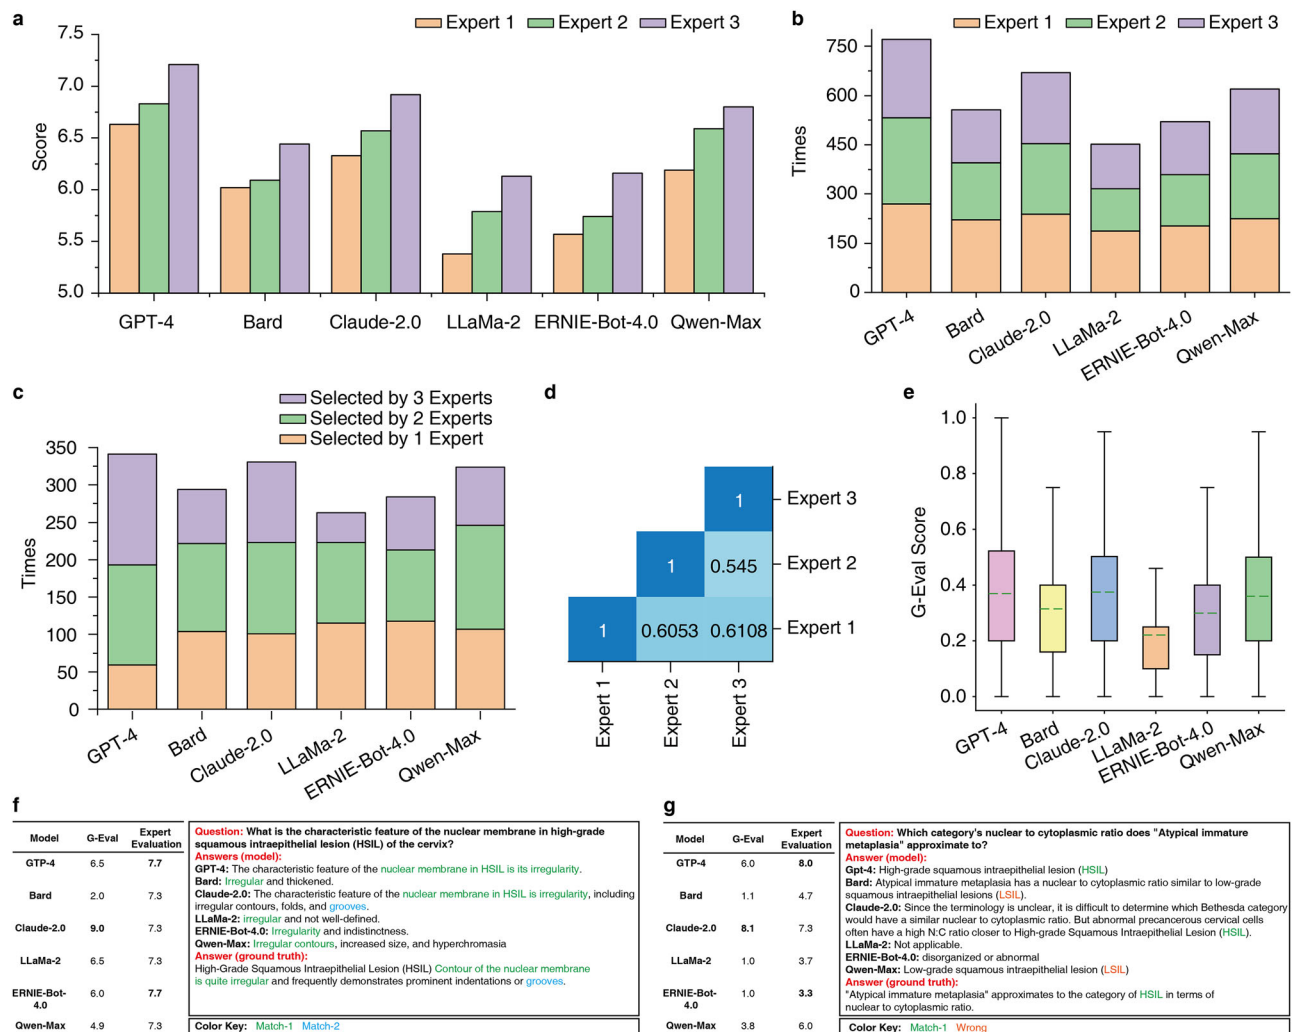 a
Expert 1 Expert 2 Expert 3
7.5
7.0
6.5
6.0
5.5
5.0
Score
GPT-4 Bard Claude-2.0 LLaMa-2 ERNIE-Bot-4.0 Qwen-Max
b
Expert 1 Expert 2 Expert 3
750
600
450
300
150
0
Times
GPT-4 Bard Claude-2.0 LLaMa-2 ERNIE-Bot-4.0 Qwen-Max
c
Selected by 3 Experts
Selected by 2 Experts
Selected by 1 Expert
350
300
250
200
150
100
50
0
Times
GPT-4 Bard Claude-2.0 LLaMa-2 ERNIE-Bot-4.0 Qwen-Max
d
1 Expert 3
1 0.545 Expert 2
1 0.6053 0.6108 Expert 1
Expert 1 Expert 2 Expert 3
e
1.0
0.8
0.6
0.4
0.2
0.0
G-Eval Score
GPT-4 Bard Claude-2.0 LLaMa-2 ERNIE-Bot-4.0 Qwen-Max
f
Model G-Eval Expert Evaluation
GTP-4 6.5 7.7
Bard 2.0 7.3
Claude-2.0 9.0 7.3
LLaMa-2 6.5 7.3
ERNIE-Bot-4.0 6.0 7.7
Qwen-Max 4.9 7.3
Question: What is the characteristic feature of the nuclear membrane in high-grade
squamous intraepithelial lesion (HSIL) of the cervix?
Answers (model):
GPT-4: The characteristic feature of the nuclear membrane in HSIL is its irregularity.
Bard: Irregular and thickened.
Claude-2.0: The characteristic feature of the nuclear membrane in HSIL is irregularity, including
irregular contours, folds, and grooves.
LLaMa-2: irregular and not well-defined.
ERNIE-Bot-4.0: Irregularity and indistinctness.
Qwen-Max: Irregular contours, increased size, and hyperchromasia
Answer (ground truth):
High-Grade Squamous Intraepithelial Lesion (HSIL) Contour of the nuclear membrane
is quite irregular and frequently demonstrates prominent indentations or grooves.
Color Key: Match-1 Match-2
g
Model G-Eval Expert Evaluation
GTP-4 6.0 8.0
Bard 1.1 4.7
Claude-2.0 8.1 7.3
LLaMa-2 1.0 3.7
ERNIE-Bot-4.0 1.0 3.3
Qwen-Max 3.8 6.0
Question: Which category's nuclear to cytoplasmic ratio does "Atypical immature
metaplasia" approximate to?
Answer (model):
Gpt-4: High-grade squamous intraepithelial lesion (HSIL)
Bard: Atypical immature metaplasia has a nuclear to cytoplasmic ratio similar to low-grade
squamous intraepithelial lesions (LSIL).
Claude-2.0: Since the terminology is unclear, it is difficult to determine which Bethesda category
would have a similar nuclear to cytoplasmic ratio. But abnormal precancerous cervical cells
often have a high N:C ratio closer to High-grade Squamous Intraepithelial Lesion (HSIL).
LLaMa-2: Not applicable.
ERNIE-Bot-4.0: disorganized or abnormal
Qwen-Max: Low-grade squamous intraepithelial lesion (LSIL)
Answer (ground truth):
"Atypical immature metaplasia" approximates to the category of HSIL in terms of
nuclear to cytoplasmic ratio.
Color Key: Match-1 Wrong